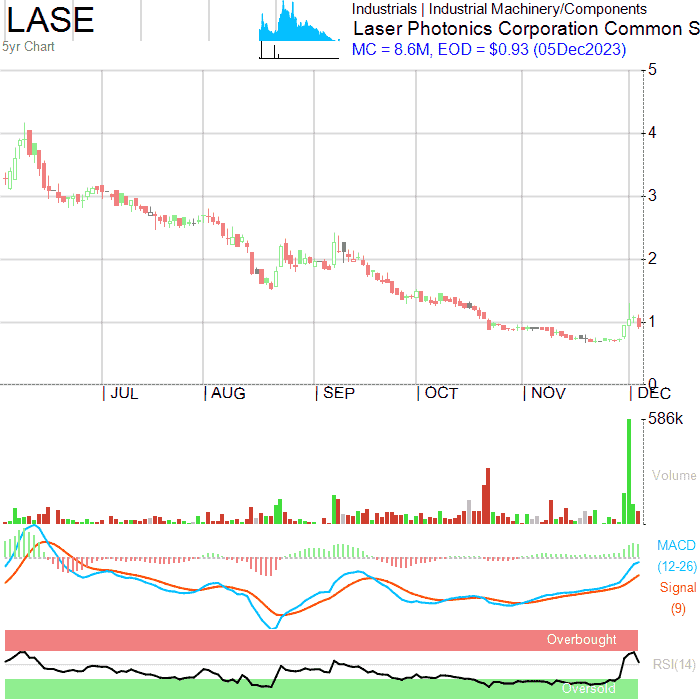 LASE
5yr Chart
Industrials | Industrial Machinery/Components
Laser Photonics Corporation Common S
MC = 8.6M, EOD = $0.93 (05Dec2023)
5
4
3
2
1
0
JUL
AUG
SEP
OCT
NOV
DEC
586k
Volume
MACD
(12-26)
Signal
(9)
Overbought
RSI(14)
Oversold